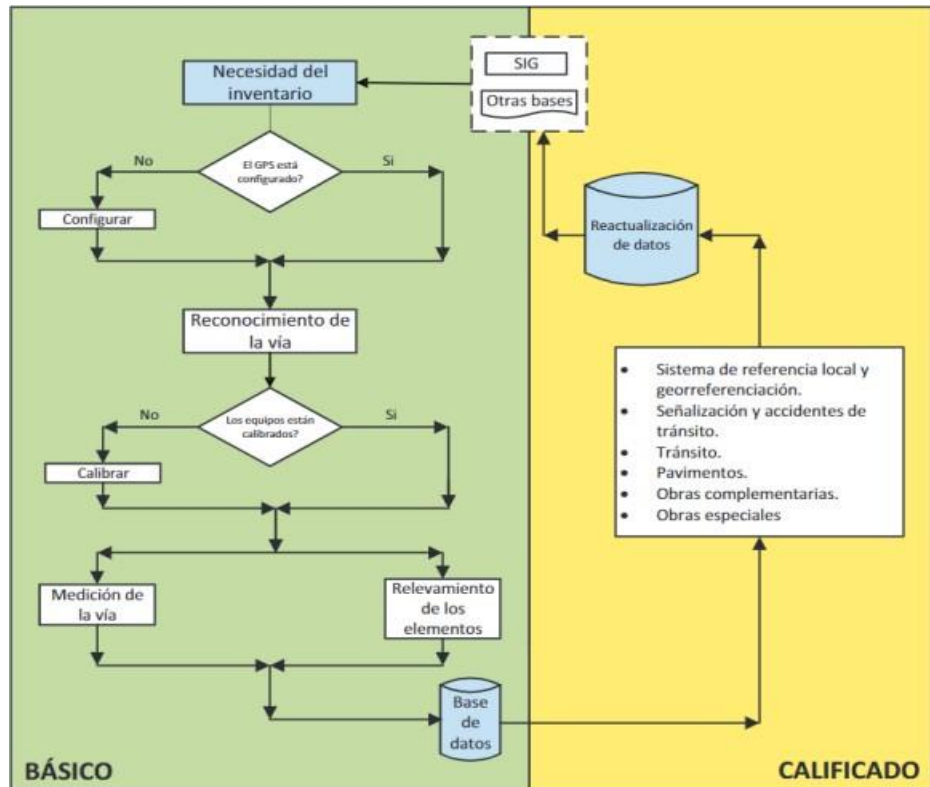 Necesidad del
inventario
SIG
Otras bases
El GPS está
configurado?
No
Si
Configurar
Reconocimiento de
la vía
Los equipos están
calibrados?
No
Si
Calibrar
Medición de
la vía
Relevamiento
de los
elementos
Base
de
datos
BÁSICO
Reactualización
de datos
• Sistema de referencia local y
georreferenciación.
• Señalización y accidentes de
tránsito.
• Tránsito.
• Pavimentos.
• Obras complementarias.
• Obras especiales
CALIFICADO